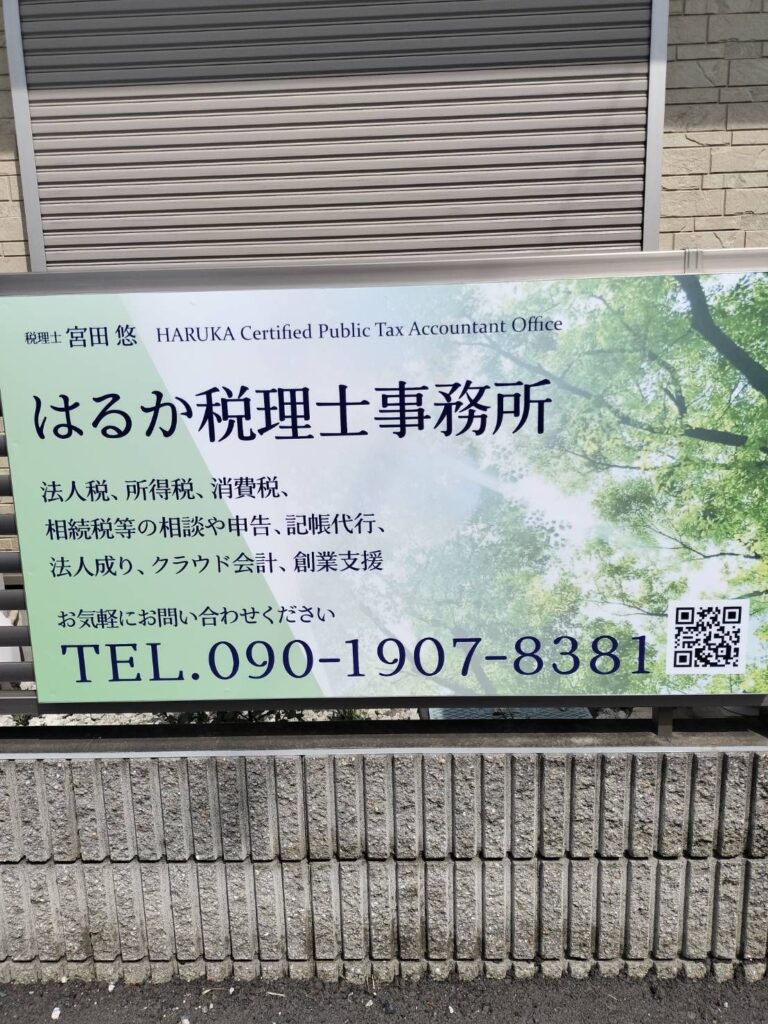 税理士 宮田 悠 HARUKA Certified Public Tax Accountant Office
はるか税理士事務所
法人税、所得税、消費税、
相続税等の相談や申告、記帳代行、
法人成り、クラウド会計、創業支援
お気軽にお問い合わせください
TEL.090-1907-8381